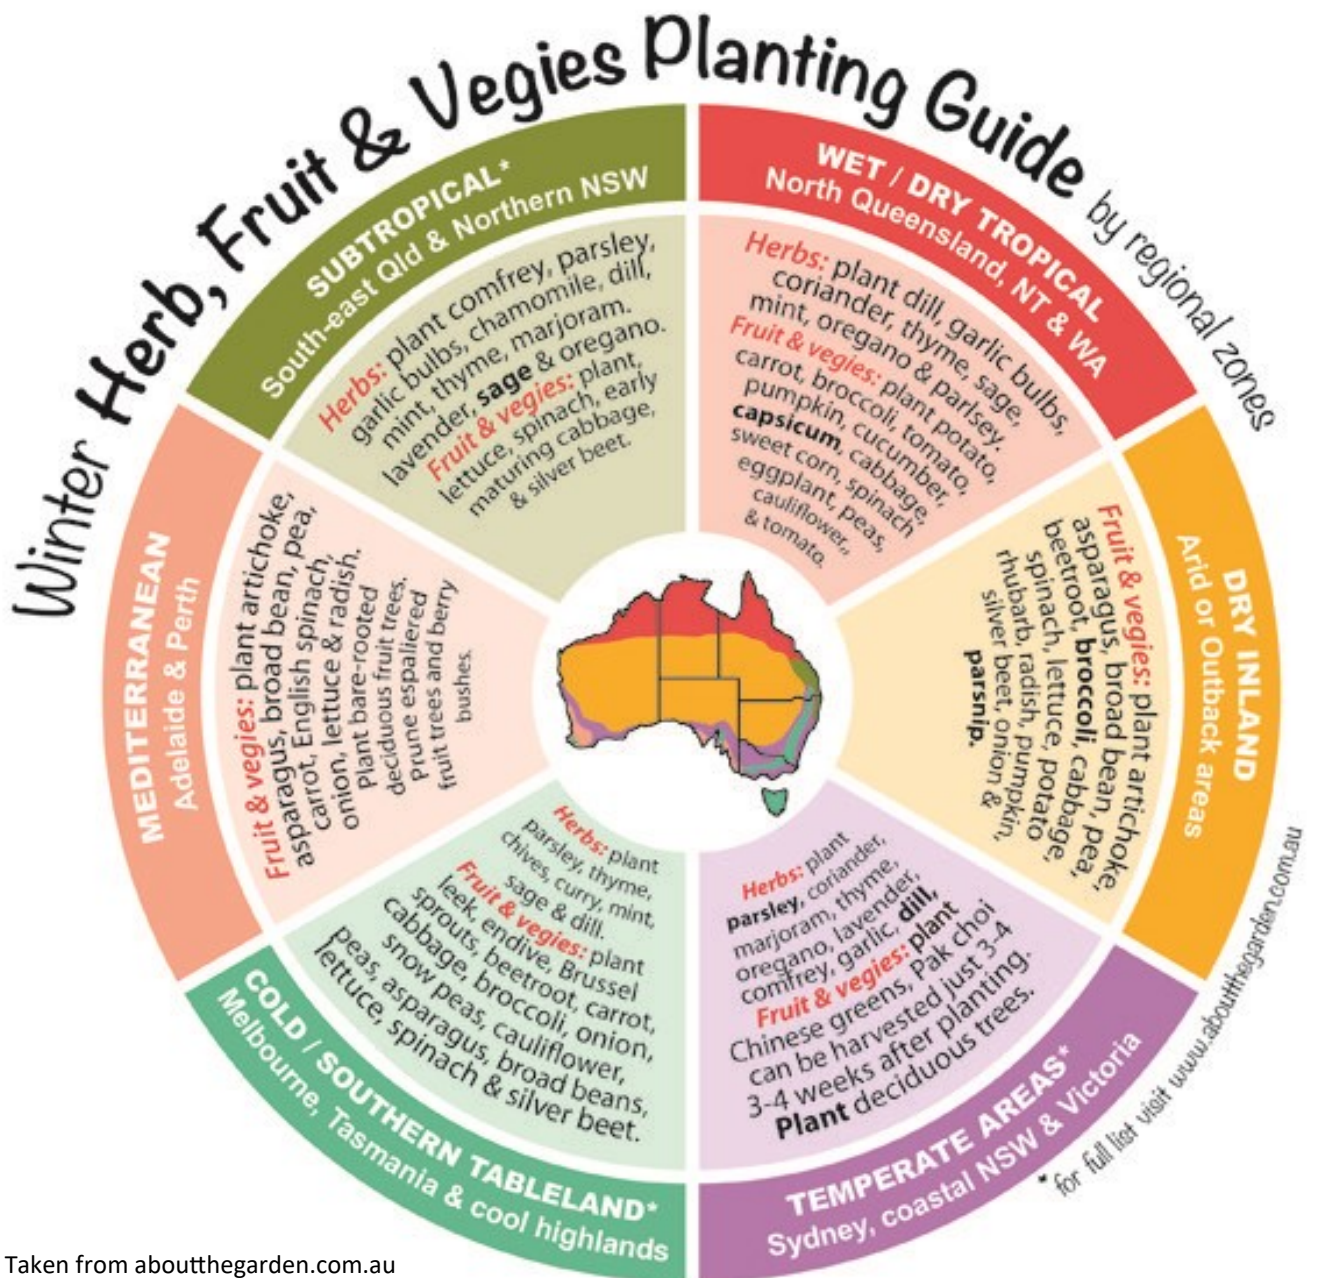 Winter Herb, Fruit & Vegies Planting Guide by regional zones
SUBTROPICAL*
South-east Qld & Northern NSW
Herbs: plant comfrey, parsley,
garlic bulbs, chamomile, dill,
mint, thyme, marjoram.
lavender, sage & oregano.
Fruit & vegies: plant,
lettuce, spinach, early
maturing cabbage,
& silver beet.
WET / DRY TROPICAL
North Queensland, NT & WA
Herbs: plant dill, garlic bulbs,
coriander, thyme, sage,
mint, oregano & parlsey.
Fruit & vegies: plant potato,
carrot, broccoli, tomato,
pumpkin, cucumber,
capsicum, cabbage,
sweet corn, spinach
eggplant, peas,
cauliflower,,
& tomato.
DRY INLAND
Arid or Outback areas
Fruit & vegies: plant artichoke,
asparagus, broad bean, pea,
beetroot, broccoli, cabbage,
spinach, lettuce, potato
rhubarb, radish, pumpkin,
silver beet, onion &
parsnip.
TEMPERATE AREAS*
Sydney, coastal NSW & Victoria
Herbs: plant
parsley, coriander,
marjoram, thyme,
oregano, lavender,
comfrey, garlic, dill,
Fruit & vegies: plant
Chinese greens, Pak choi
can be harvested just 3-4
3-4 weeks after planting.
Plant deciduous trees.
COLD / SOUTHERN TABLELAND*
Melbourne, Tasmania & cool highlands
Herbs: plant
parsley, thyme,
chives, curry, mint,
sage & dill.
Fruit & vegies: plant
leek, endive, Brussel
sprouts, beetroot, carrot,
cabbage, broccoli, onion,
snow peas, cauliflower,
peas, asparagus, broad beans,
lettuce, spinach & silver beet.
MEDITERRANEAN
Adelaide & Perth
Fruit & vegies: plant artichoke,
asparagus, broad bean, pea,
carrot, English spinach,
onion, lettuce & radish.
Plant bare-rooted
deciduous fruit trees.
Prune espaliered
fruit trees and berry
bushes.
*for full list visit www.aboutthegarden.com.au
Taken from aboutthegarden.com.au